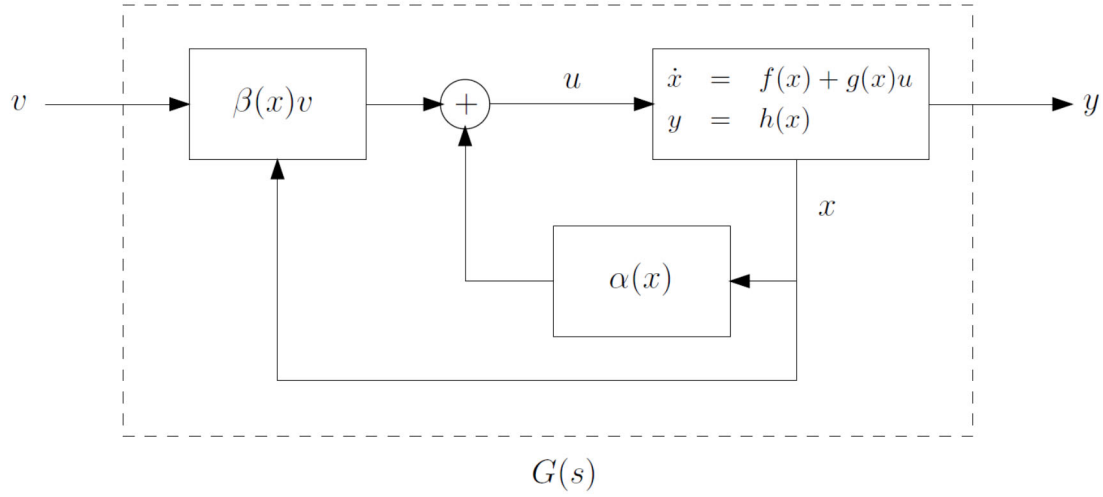 v
β(x)v
+
u
ẋ = f(x) + g(x)u
y = h(x)
y
x
α(x)
G(s)